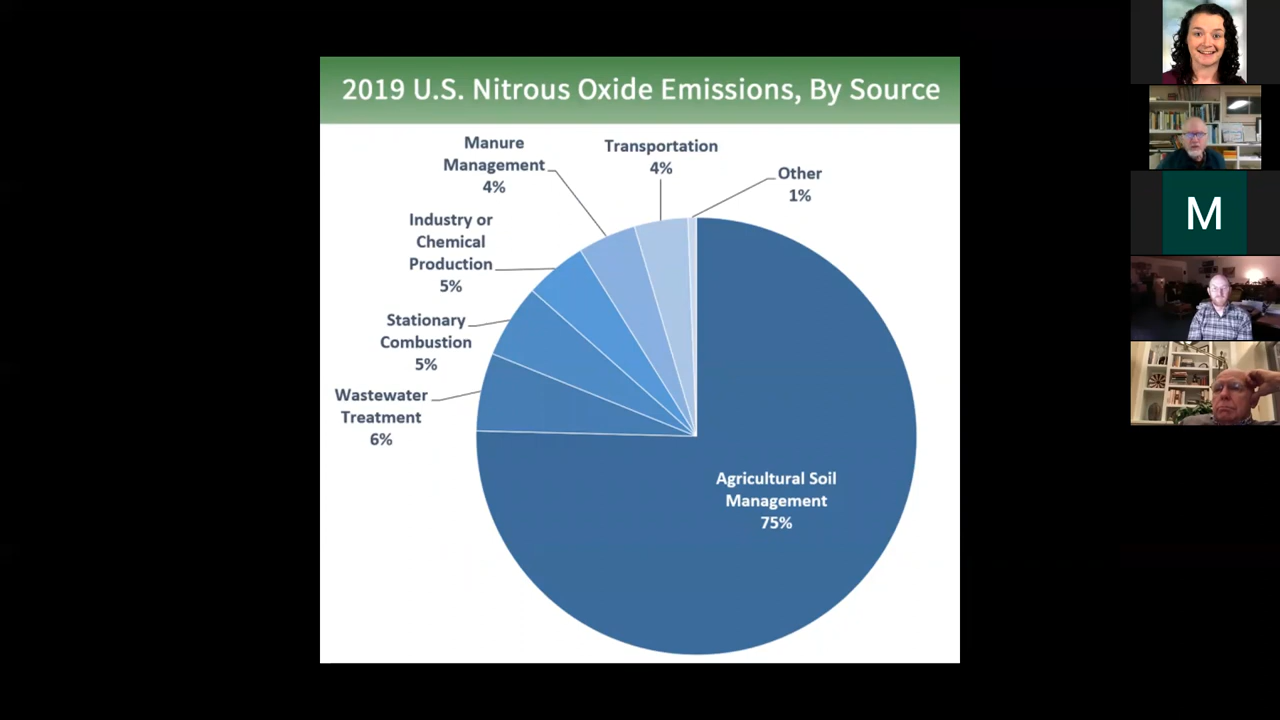 2019 U.S. Nitrous Oxide Emissions, By Source
Manure
Management
4%
Transportation
4%
Other
1%
Industry or
Chemical
Production
5%
Stationary
Combustion
5%
Wastewater
Treatment
6%
Agricultural Soil
Management
75%
M